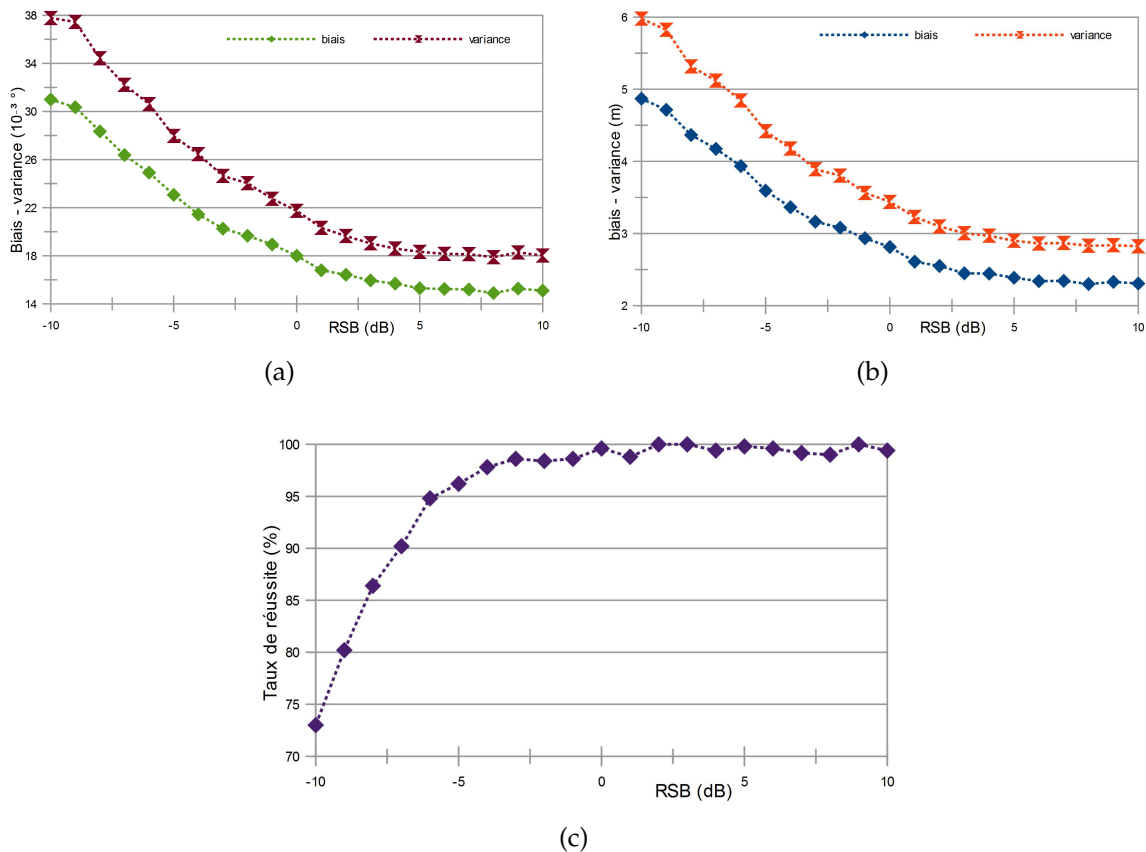 38
34
30
26
22
18
14
Biais - variance (10⁻³ °)
biais
variance
-10
-5
0
5
10
RSB (dB)
(a)
6
5
4
3
2
biais - variance (m)
biais
variance
-10
-5
0
5
10
RSB (dB)
(b)
100
95
90
85
80
75
70
Taux de réussite (%)
-10
-5
0
5
10
RSB (dB)
(c)